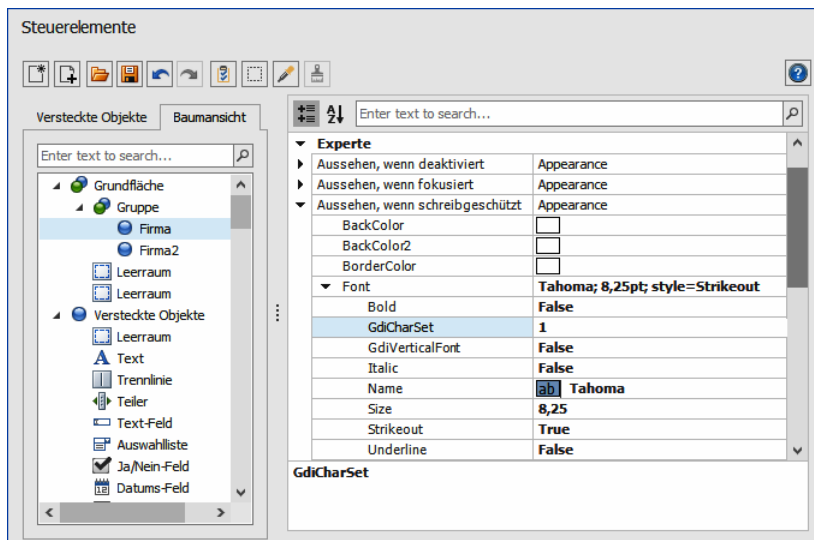 Steuerelemente
Versteckte Objekte Baumansicht
Enter text to search...
Grundfläche
Gruppe
Firma
Firma2
Leerraum
Leerraum
Versteckte Objekte
Leerraum
A Text
Trennlinie
Teiler
Text-Feld
Auswahlliste
Ja/Nein-Feld
12 Datums-Feld
AZ Enter text to search...
Experte
Aussehen, wenn deaktiviert Appearance
Aussehen, wenn fokusiert Appearance
Aussehen, wenn schreibgeschützt Appearance
BackColor
BackColor2
BorderColor
Font Tahoma; 8,25pt; style=Strikeout
Bold False
GdiCharSet 1
GdiVerticalFont False
Italic False
Name ab Tahoma
Size 8,25
Strikeout True
Underline False
GdiCharSet